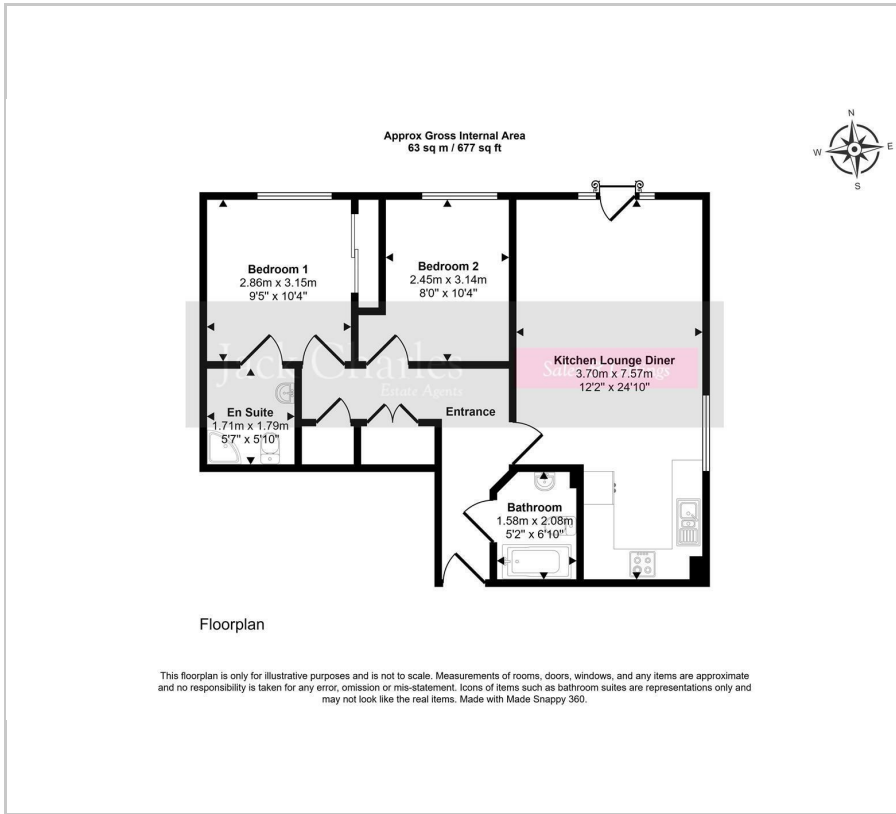 Approx Gross Internal Area
63 sq m / 677 sq ft
N
W
E
S
Bedroom 1
2.86m x 3.15m
9'5" x 10'4"
Bedroom 2
2.45m x 3.14m
8'0" x 10'4"
Kitchen Lounge Diner
3.70m x 7.57m
12'2" x 24'10"
Jack Charles
Estate Agents
En Suite
1.71m x 1.79m
5'7" x 5'10"
Entrance
Bathroom
1.58m x 2.08m
5'2" x 6'10"
Floorplan
This floorplan is only for illustrative purposes and is not to scale. Measurements of rooms, doors, windows, and any items are approximate
and no responsibility is taken for any error, omission or mis-statement. Icons of items such as bathroom suites are representations only and
may not look like the real items. Made with Made Snappy 360.